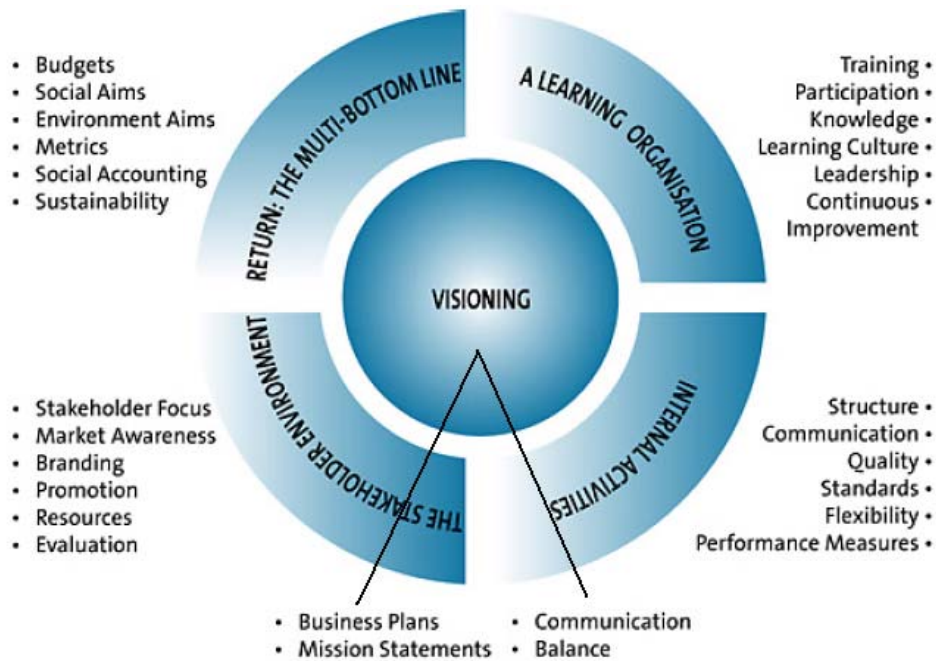 • Budgets
• Social Aims
• Environment Aims
• Metrics
• Social Accounting
• Sustainability
RETURN: THE MULTI-BOTTOM LINE
A LEARNING ORGANISATION
Training •
Participation •
Knowledge •
Learning Culture •
Leadership •
Continuous •
Improvement
VISIONING
• Stakeholder Focus
• Market Awareness
• Branding
• Promotion
• Resources
• Evaluation
THE STAKEHOLDER ENVIRONMENT
INTERNAL ACTIVITIES
Structure •
Communication •
Quality •
Standards •
Flexibility •
Performance Measures •
• Business Plans
• Mission Statements
• Communication
• Balance